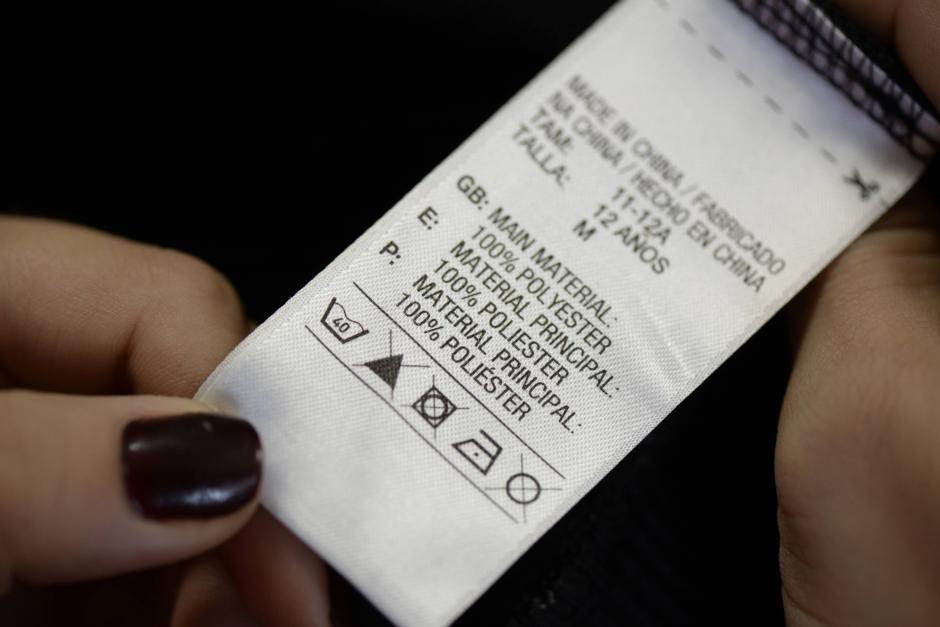 MADE IN CHINA / FABRICADO
NA CHINA / HECHO EN CHINA
TAM: 11-12A
TALLA: 12 AÑOS
M
GB: MAIN MATERIAL:
100% POLYESTER
E: MATERIAL PRINCIPAL:
100% POLIESTER
P: MATERIAL PRINCIPAL:
100% POLIÉSTER
40